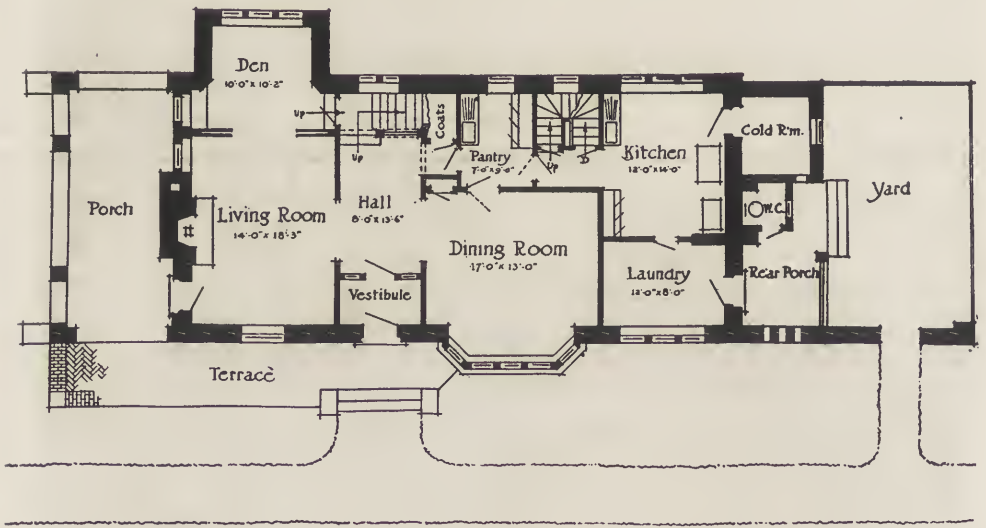 Den
10'-0" x 10'-2"
Up
Up
Coats
Pantry
7'-0" x 9'-0"
Up
D
Kitchen
12'-0" x 14'-0"
Cold R'm.
Yard
Porch
Living Room
14'-0" x 18'-3"
Hall
8'-0" x 13'-6"
Dining Room
17'-0" x 13'-0"
W.C.
Laundry
12'-0" x 8'-0"
Rear Porch
Vestibule
Terrace